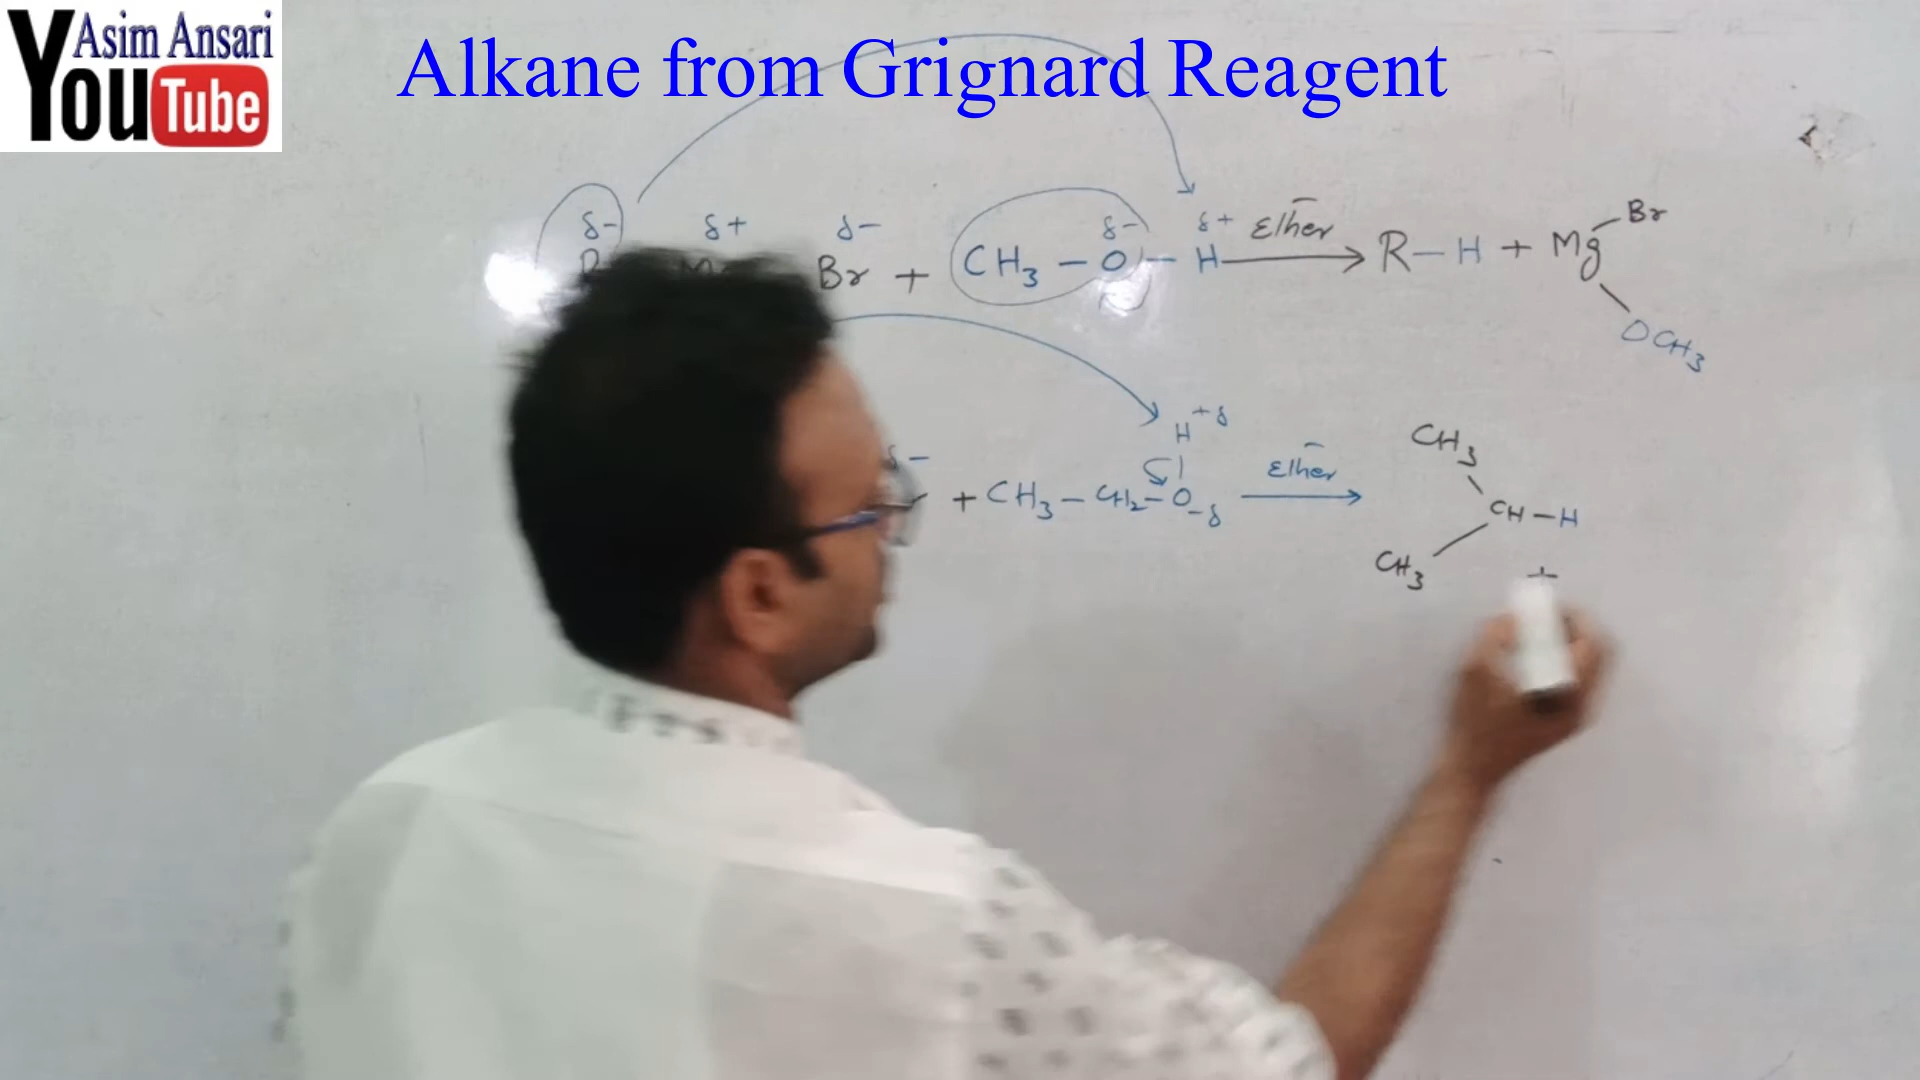 Asim Ansari
YouTube
Alkane from Grignard Reagent
δ- δ+ δ- δ- δ+ Ether Br
Br + CH3 - O - H → R-H + Mg
OCH3
H +δ
δ- Ether CH3
+ CH3 - CH2 - O -δ → CH-H
CH3
+